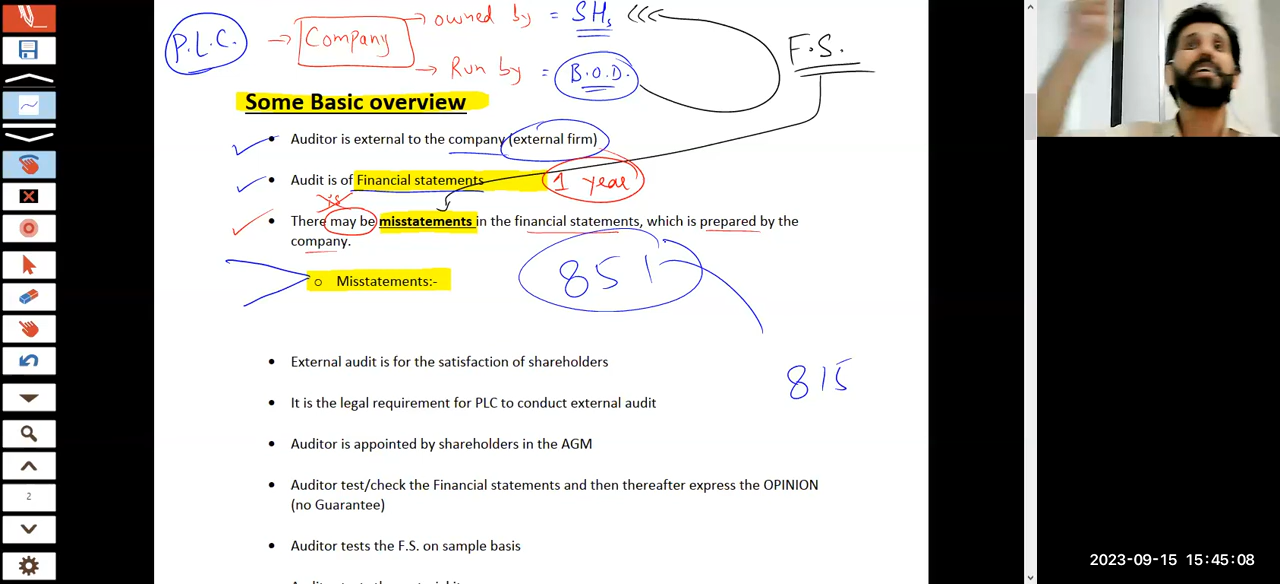 P.L.C. → Company → owned by = SHs
→ Run by = B.O.D.
F.S.
Some Basic overview
• Auditor is external to the company (external firm)
• Audit is of Financial statements 1 year
is
• There may be misstatements in the financial statements, which is prepared by the
company.
851
o Misstatements:-
• External audit is for the satisfaction of shareholders
815
• It is the legal requirement for PLC to conduct external audit
• Auditor is appointed by shareholders in the AGM
• Auditor test/check the Financial statements and then thereafter express the OPINION
(no Guarantee)
2
• Auditor tests the F.S. on sample basis
2023-09-15 15:45:08